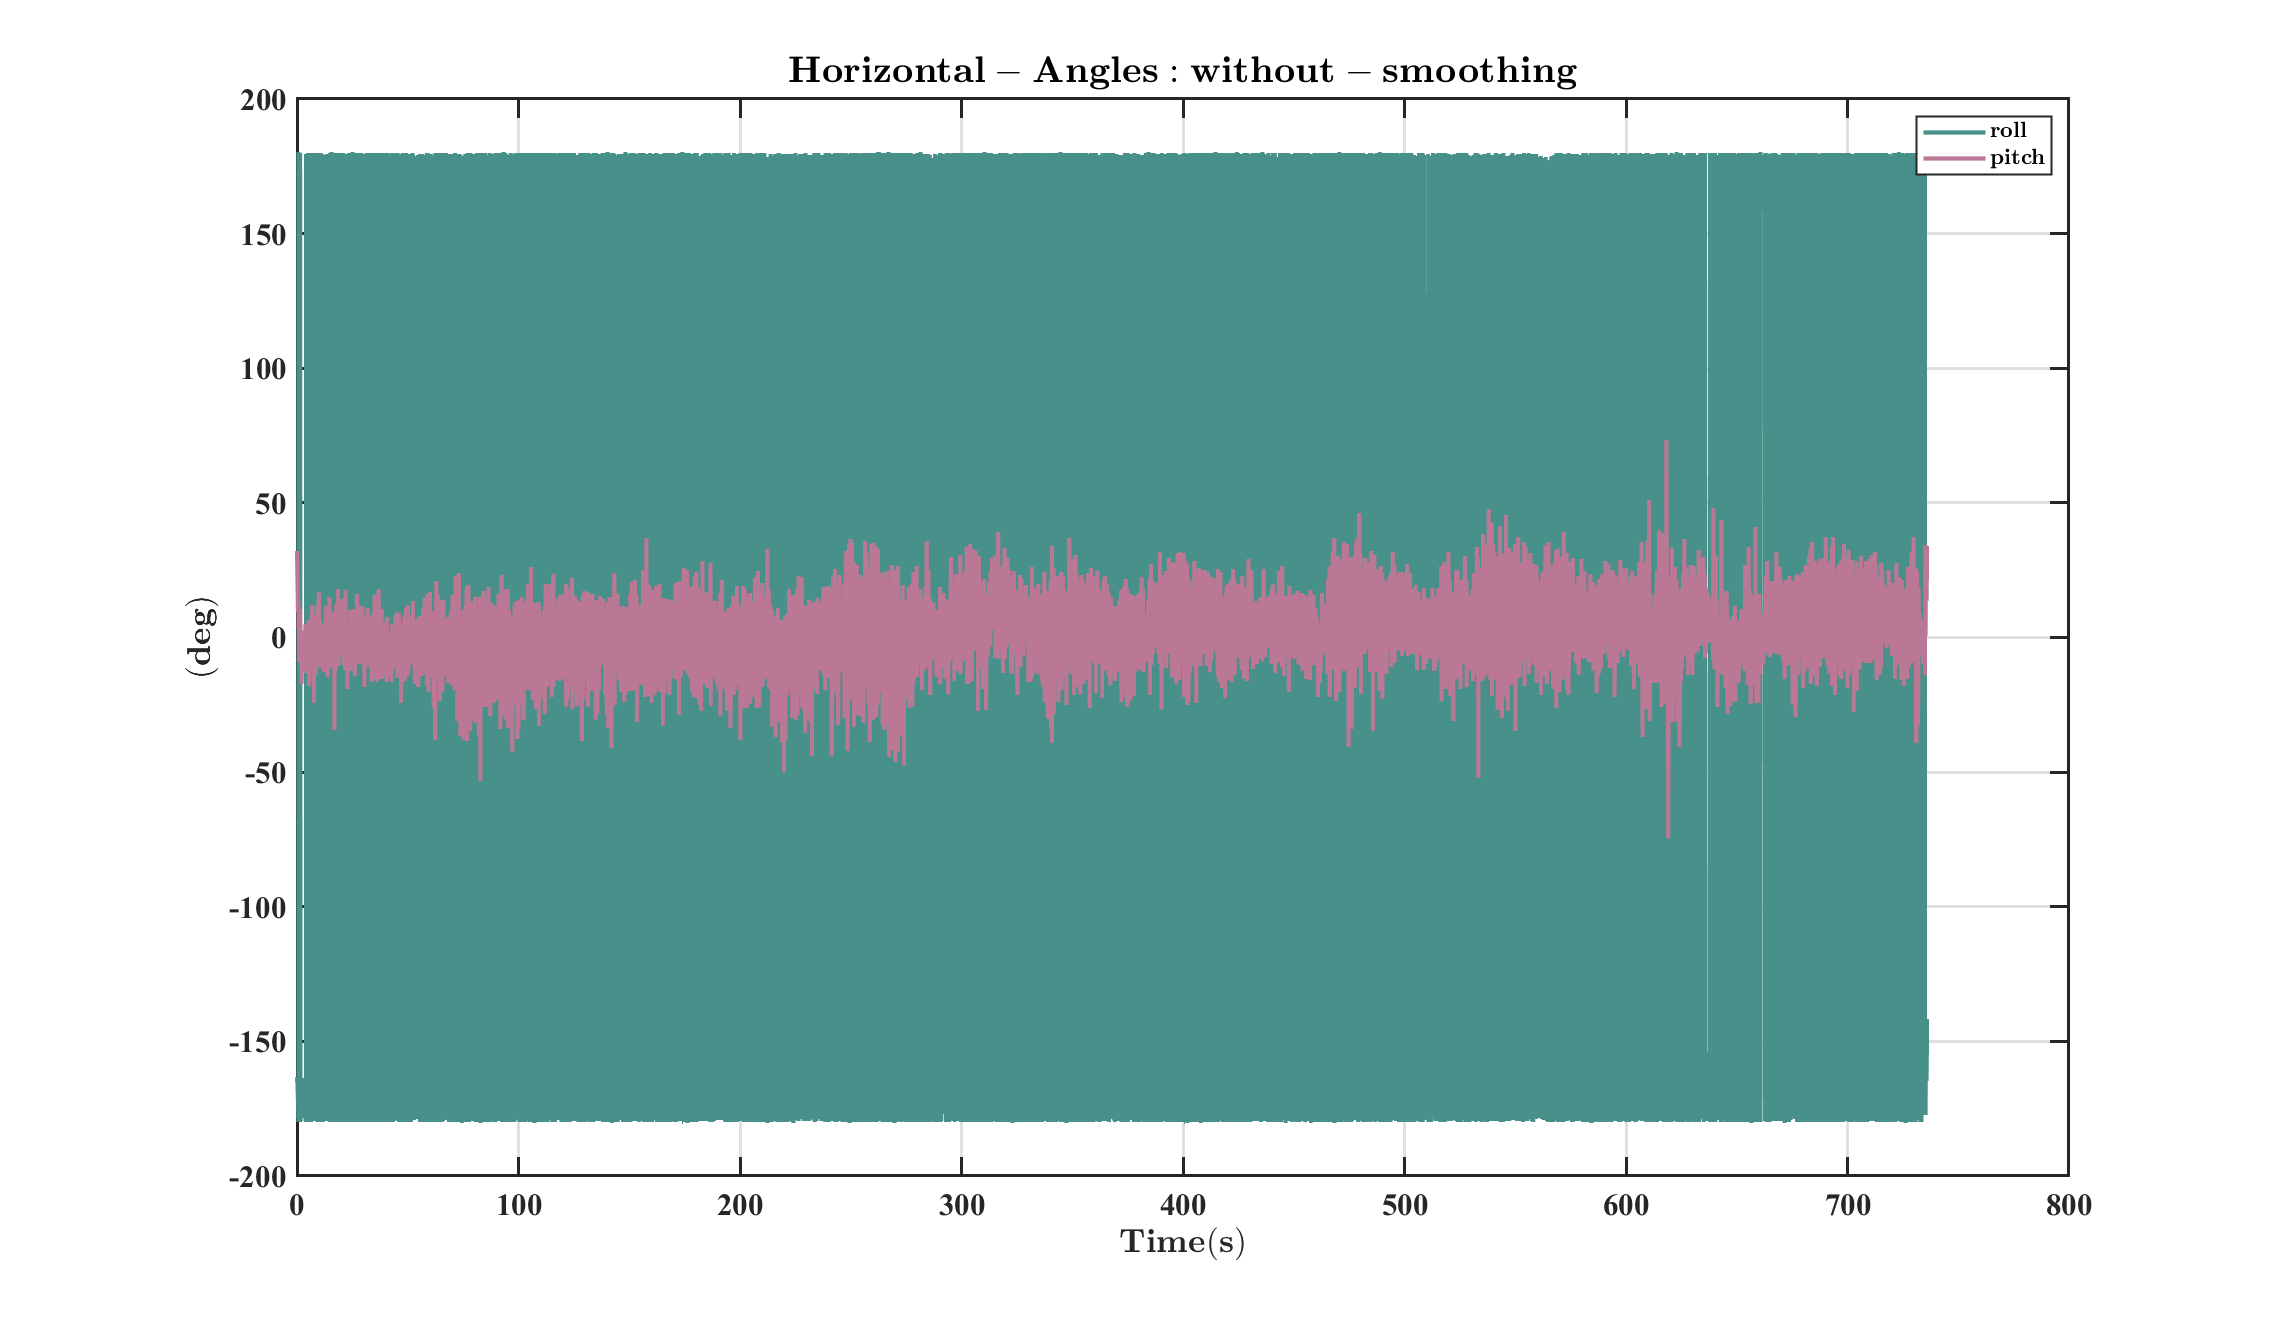 Horizontal – Angles : without – smoothing
200
150
100
50
0
-50
-100
-150
-200
(deg)
roll
pitch
0 100 200 300 400 500 600 700 800
Time(s)